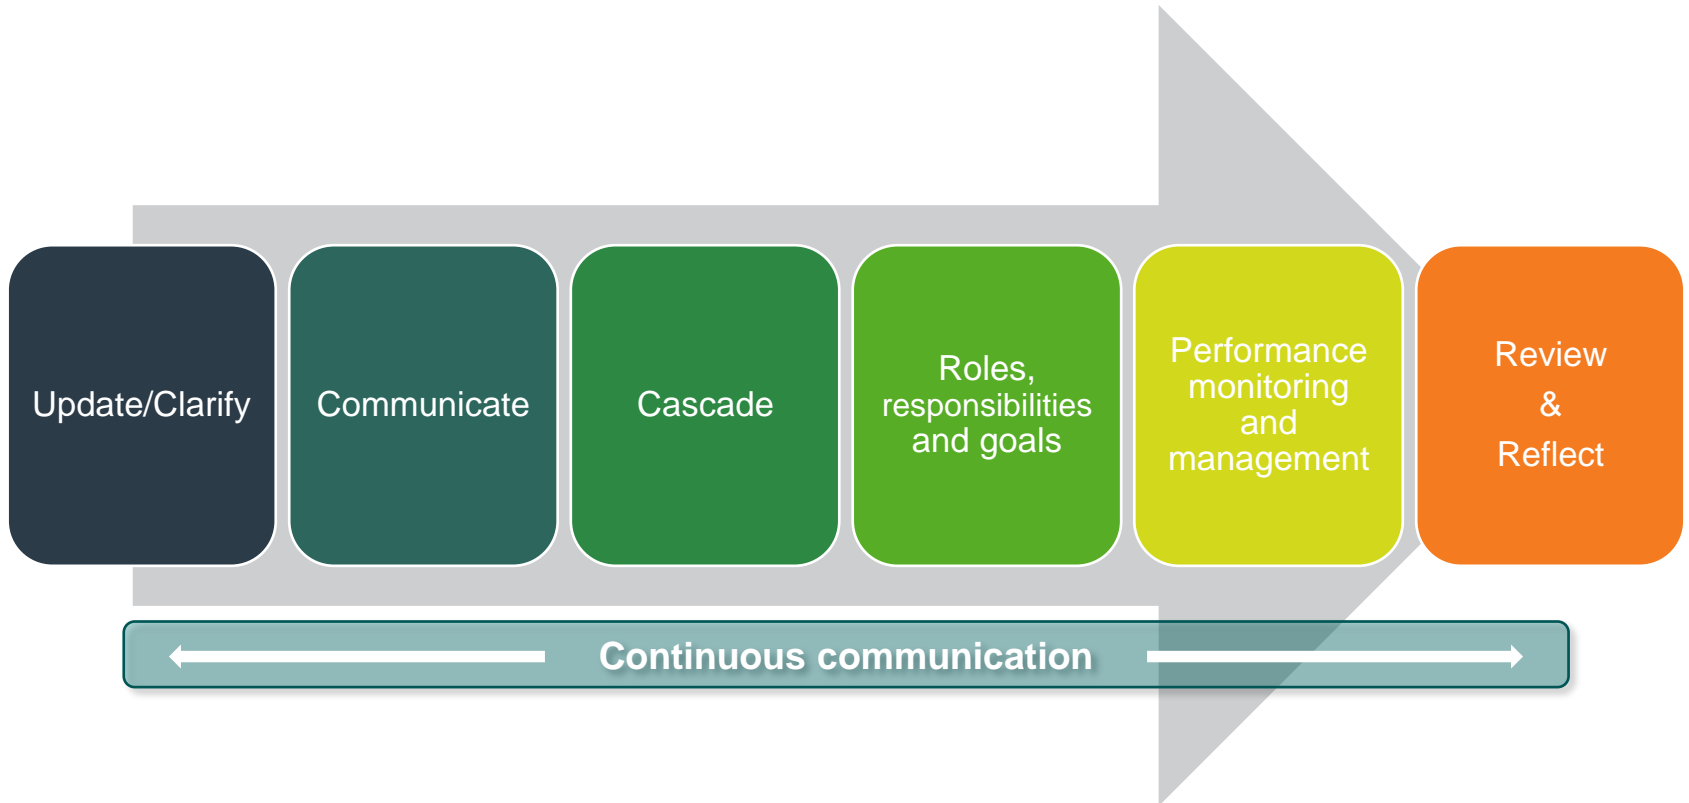 Update/Clarify
Communicate
Cascade
Roles,
responsibilities
and goals
Performance
monitoring
and
management
Review
&
Reflect
Continuous communication